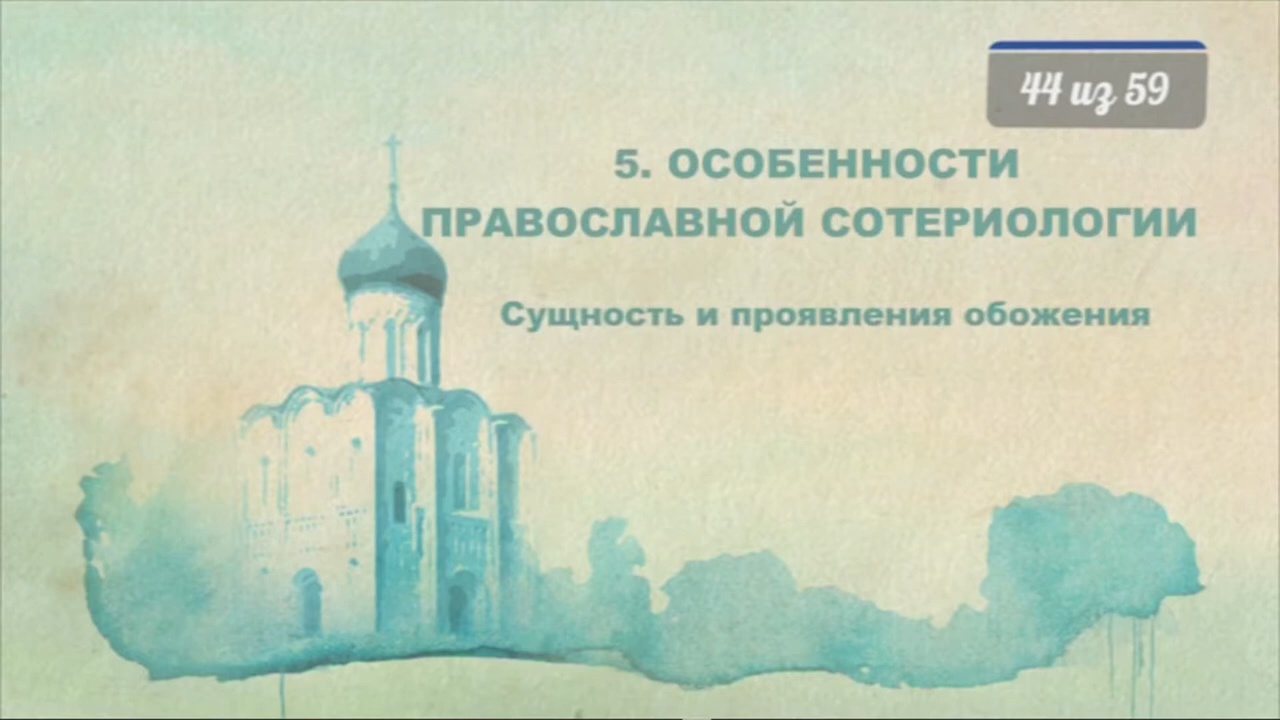 44 из 59
5. ОСОБЕННОСТИ
ПРАВОСЛАВНОЙ СОТЕРИОЛОГИИ
Сущность и проявления обожения